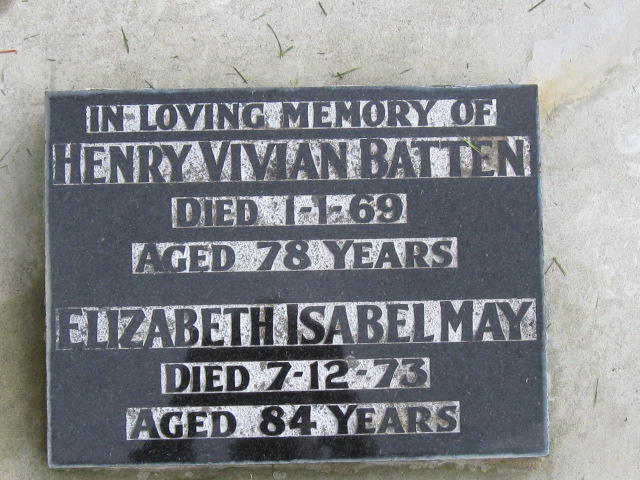 IN LOVING MEMORY OF
HENRY VIVIAN BATTEN
DIED 1-1-69
AGED 78 YEARS
ELIZABETH ISABEL MAY
DIED 7-12-73
AGED 84 YEARS